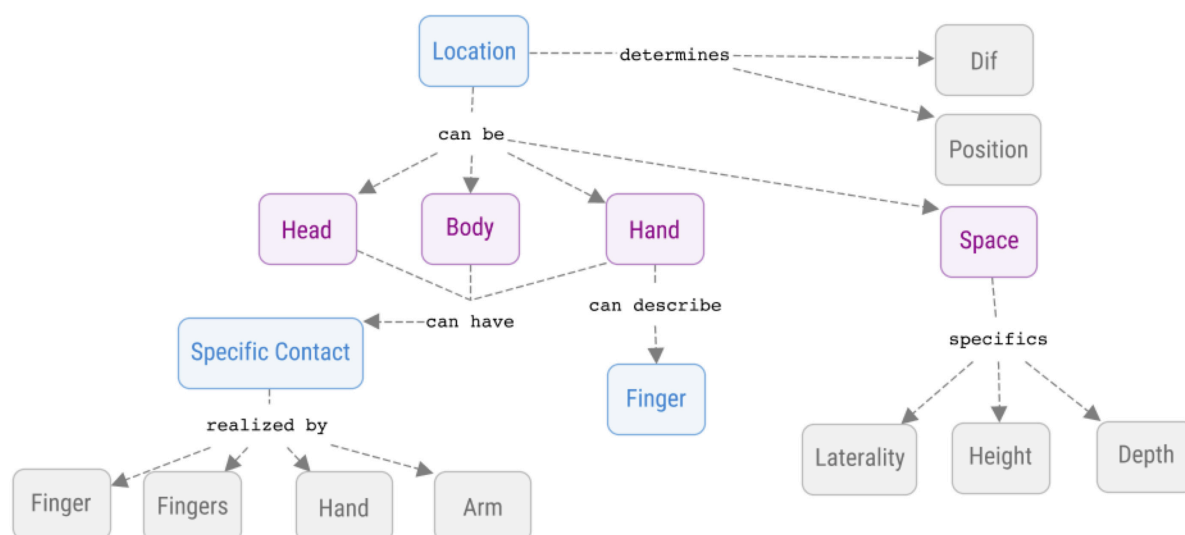 Location
determines
Dif
Position
can be
Head
Body
Hand
Space
can describe
can have
Specific Contact
specifics
Finger
realized by
Laterality
Height
Depth
Finger
Fingers
Hand
Arm